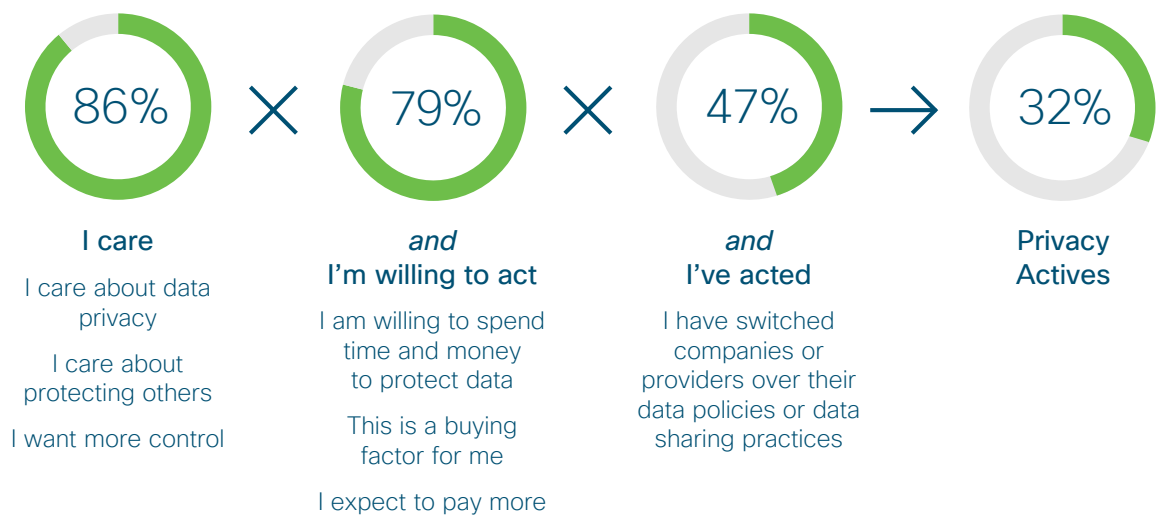 86%
79%
47%
32%
I care
I care about data
privacy
I care about
protecting others
I want more control
and
I'm willing to act
I am willing to spend
time and money
to protect data
This is a buying
factor for me
I expect to pay more
and
I've acted
I have switched
companies or
providers over their
data policies or data
sharing practices
Privacy
Actives